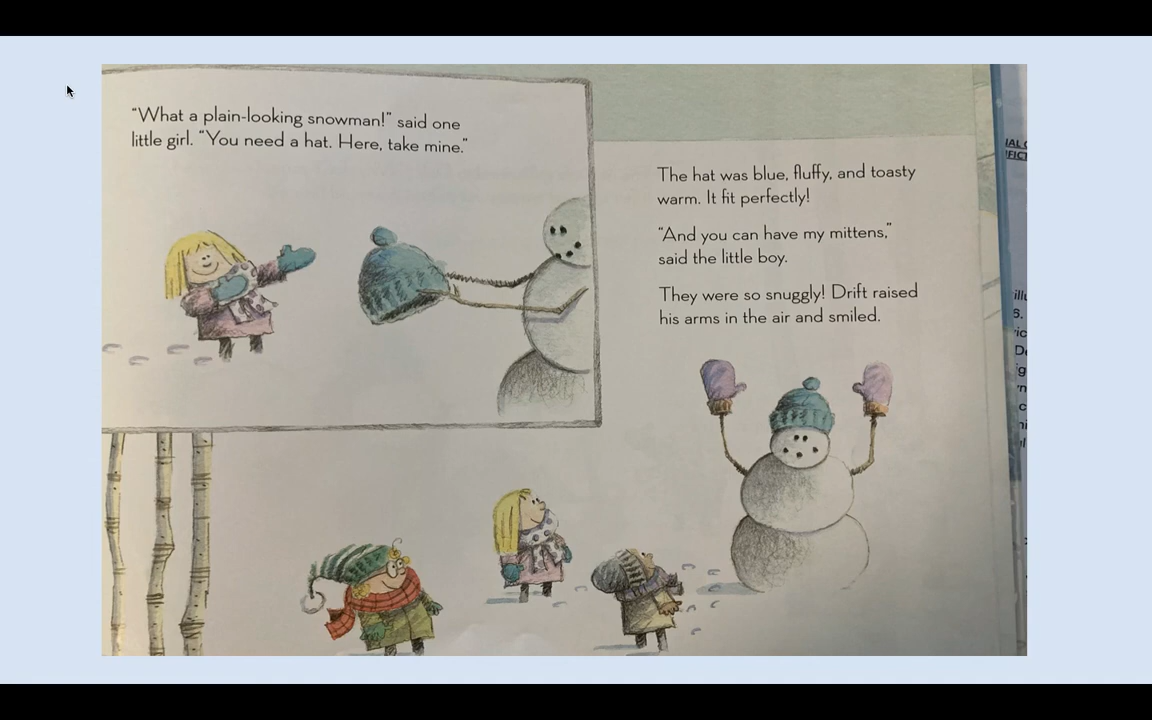 “What a plain-looking snowman!” said one
little girl. “You need a hat. Here, take mine.”
The hat was blue, fluffy, and toasty
warm. It fit perfectly!
“And you can have my mittens,”
said the little boy.
They were so snuggly! Drift raised
his arms in the air and smiled.